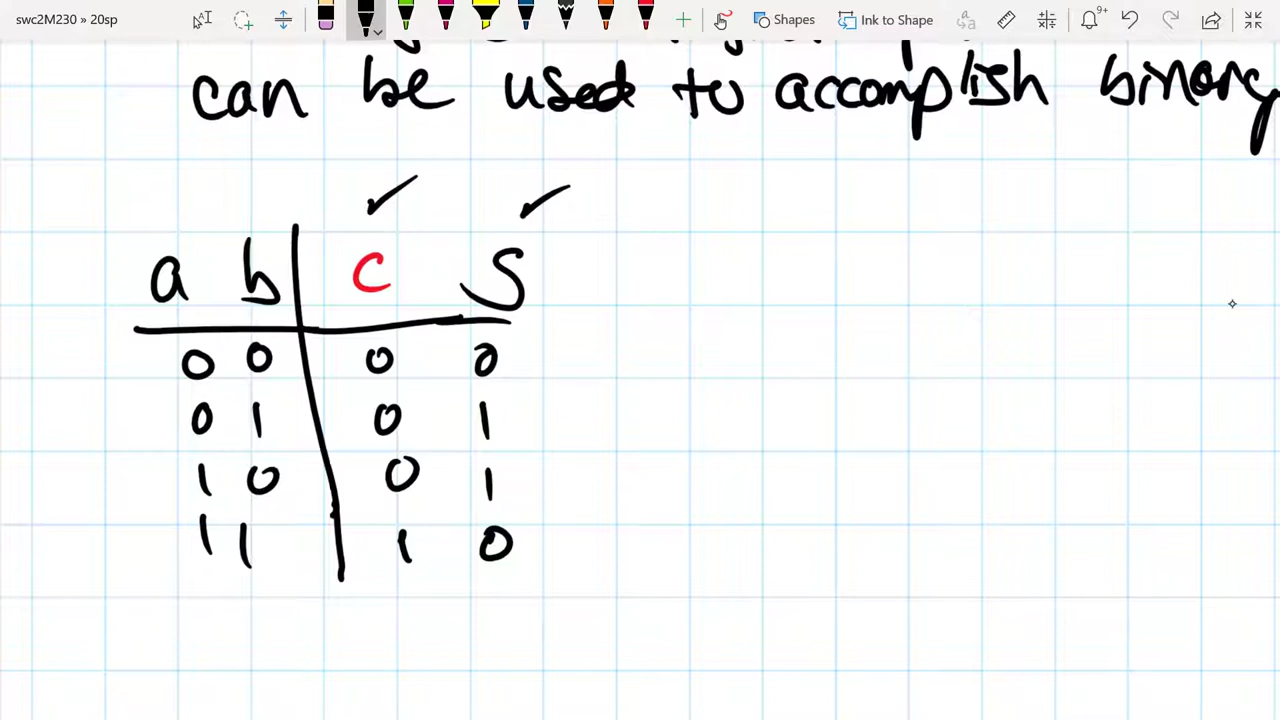 swc2M230 » 20sp
Shapes Ink to Shape 9+
can be used to accomplish binary
a b c S
0 0 0 0
0 1 0 1
1 0 0 1
1 1 1 0